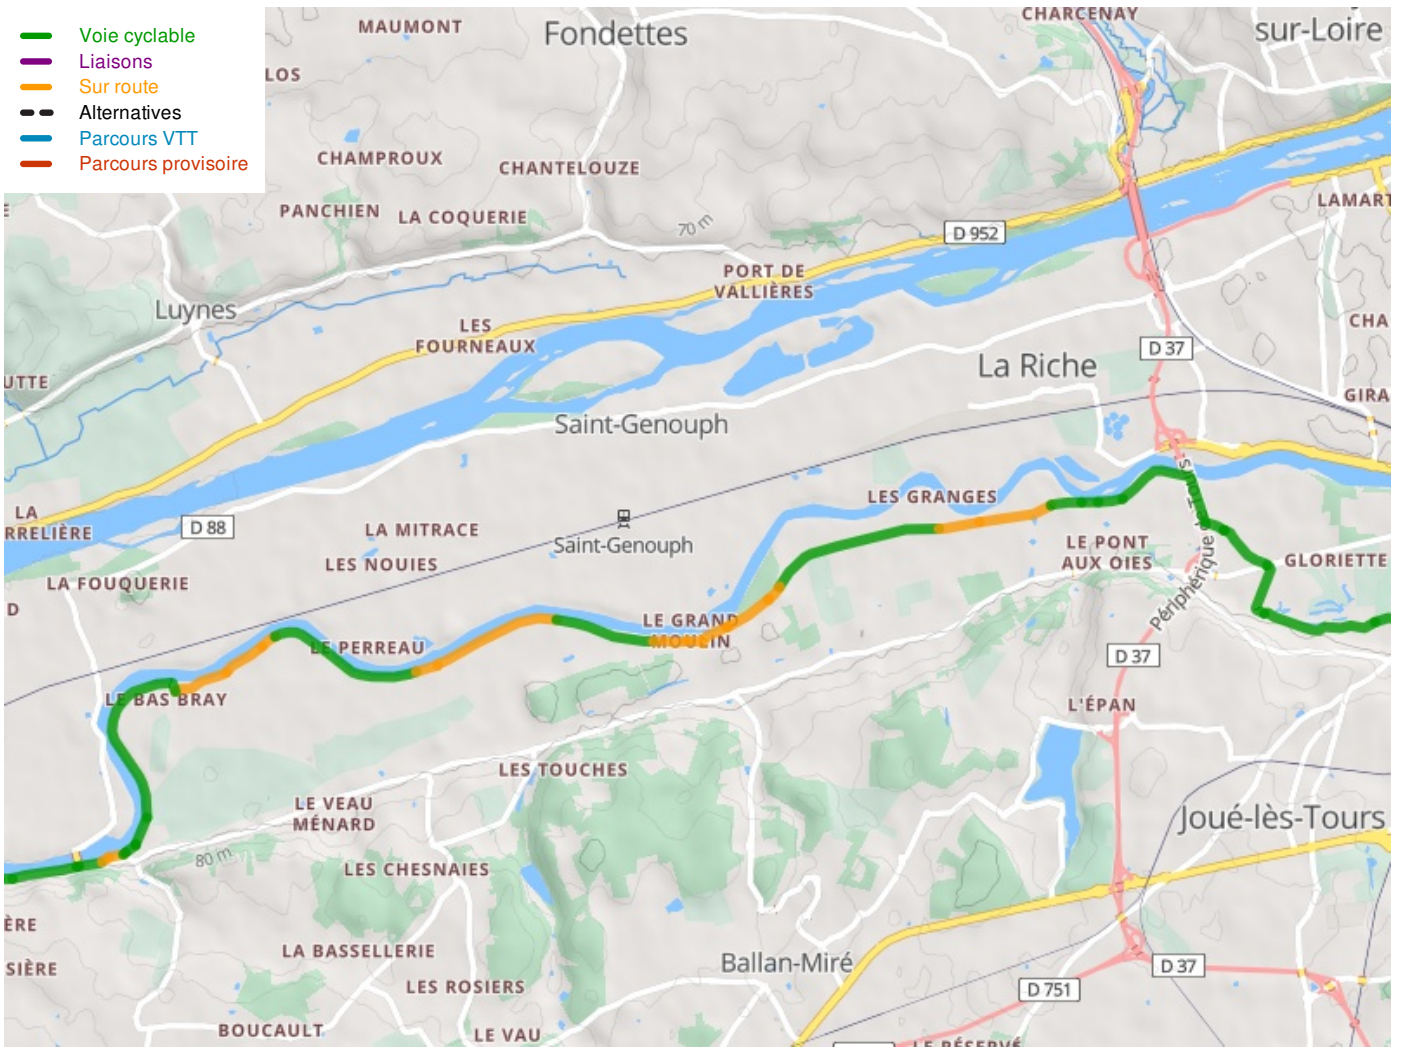 Voie cyclable
Liaisons
Sur route
Alternatives
Parcours VTT
Parcours provisoire
MAUMONT
Fondettes
CHARCENAY
sur-Loire
LOS
CHAMPROUX
CHANTELOUZE
PANCHIEN
LA COQUERIE
70 m
D 952
LAMART
PORT DE
VALLIÈRES
Luynes
LES
FOURNEAUX
CHA
D 37
La Riche
UTTE
GIRA
Saint-Genouph
LES GRANGES
LA
RRELIÈRE
D 88
LA MITRACE
Saint-Genouph
LES NOUIES
LE PONT
AUX OIES
GLORIETTE
LA FOUQUERIE
D
Périphérique de Tours
LE GRAND
MOULIN
LE PERREAU
D 37
LE BAS BRAY
L'ÉPAN
LES TOUCHES
LE VEAU
MÉNARD
Joué-lès-Tours
80 m
LES CHESNAIES
ÈRE
LA BASSELLERIE
SIÈRE
Ballan-Miré
D 37
LES ROSIERS
D 751
BOUCAULT
LE VAU
LE RÉSERVÉ